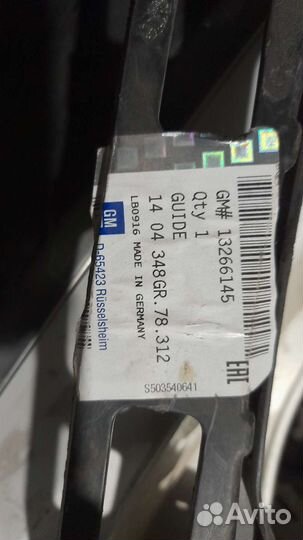 GM# 13266145
Qty 1
GUIDE
14 04 348GR.78.312
LB0916 MADE IN GERMANY
GM
D-65423 Rüsselsheim
EAC
S503540641
Avito